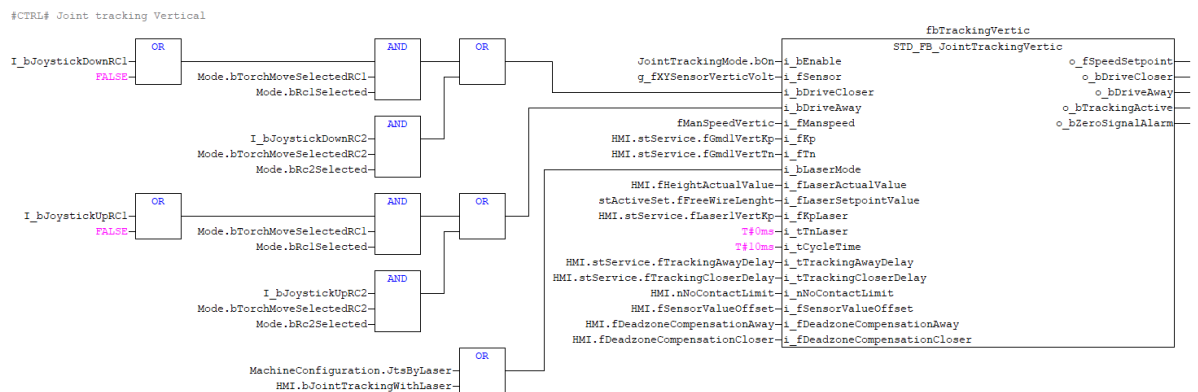 #CTRL# Joint tracking Vertical
fbTrackingVertic
STD_FB_JointTrackingVertic
OR
I_bJoystickDownRC1
FALSE
AND
Mode.bTorchMoveSelectedRC1
Mode.bRc1Selected
OR
AND
I_bJoystickDownRC2
Mode.bTorchMoveSelectedRC2
Mode.bRc2Selected
OR
I_bJoystickUpRC1
FALSE
AND
Mode.bTorchMoveSelectedRC1
Mode.bRc1Selected
OR
AND
I_bJoystickUpRC2
Mode.bTorchMoveSelectedRC2
Mode.bRc2Selected
OR
MachineConfiguration.JtsByLaser
HMI.bJointTrackingWithLaser
JointTrackingMode.bOn i_bEnable
g_fXYSensorVerticVolt i_fSensor
i_bDriveCloser
i_bDriveAway
fManSpeedVertic i_fManspeed
HMI.stService.fGmdlVertKp i_fKp
HMI.stService.fGmdlVertTn i_fTn
i_bLaserMode
HMI.fHeightActualValue i_fLaserActualValue
stActiveSet.fFreeWireLenght i_fLaserSetpointValue
HMI.stService.fLaser1VertKp i_fKpLaser
T#0ms i_tTnLaser
T#10ms i_tCycleTime
HMI.stService.fTrackingAwayDelay i_tTrackingAwayDelay
HMI.stService.fTrackingCloserDelay i_tTrackingCloserDelay
HMI.nNoContactLimit i_nNoContactLimit
HMI.fSensorValueOffset i_fSensorValueOffset
HMI.fDeadzoneCompensationAway i_fDeadzoneCompensationAway
HMI.fDeadzoneCompensationCloser i_fDeadzoneCompensationCloser
o_fSpeedSetpoint
o_bDriveCloser
o_bDriveAway
o_bTrackingActive
o_bZeroSignalAlarm